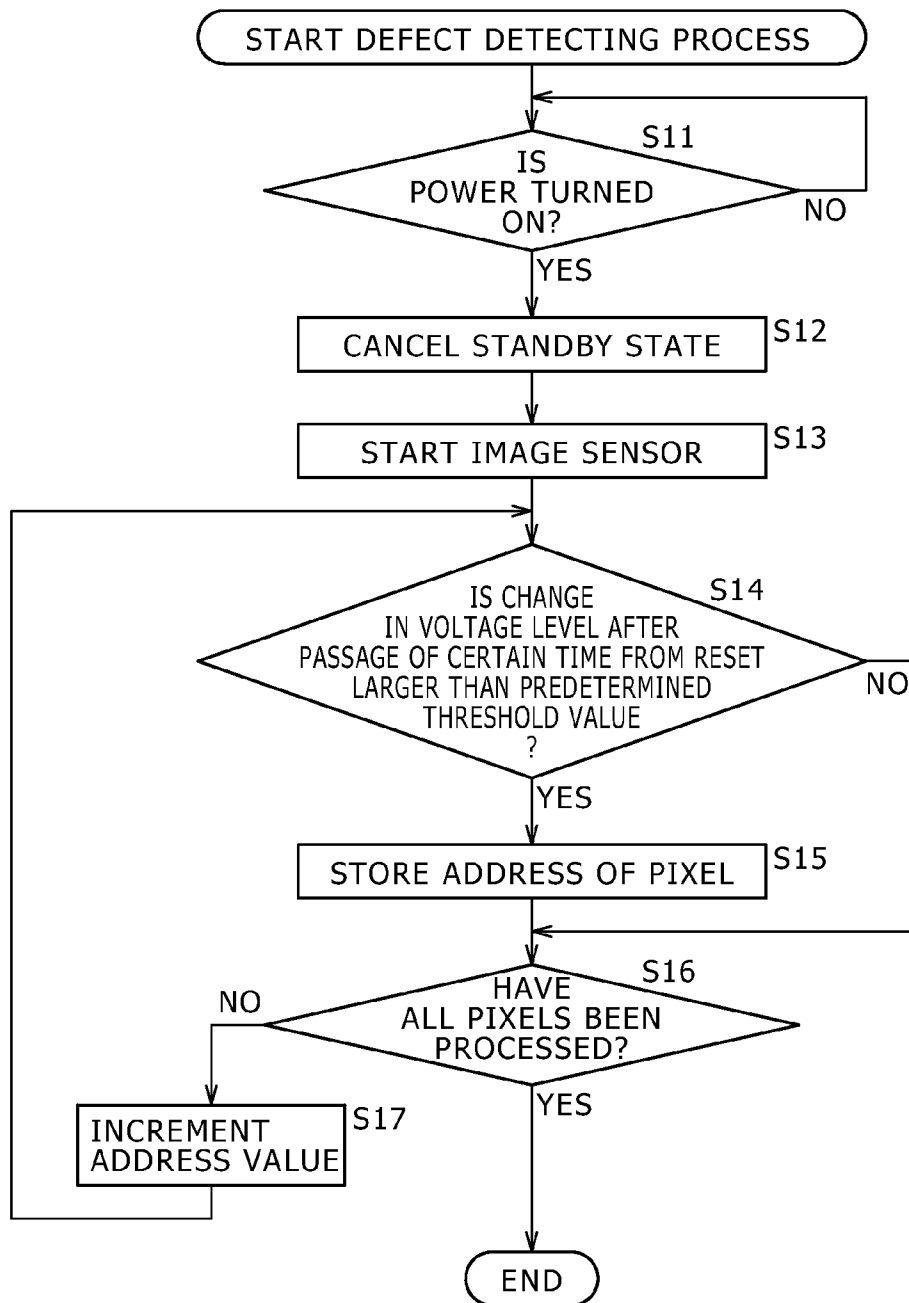 START DEFECT DETECTING PROCESS
S11
IS
POWER TURNED
ON?
NO
YES
S12
CANCEL STANDBY STATE
S13
START IMAGE SENSOR
S14
IS CHANGE
IN VOLTAGE LEVEL AFTER
PASSAGE OF CERTAIN TIME FROM RESET
LARGER THAN PREDETERMINED
THRESHOLD VALUE
?
NO
YES
S15
STORE ADDRESS OF PIXEL
S16
HAVE
ALL PIXELS BEEN
PROCESSED?
NO
YES
S17
INCREMENT
ADDRESS VALUE
END